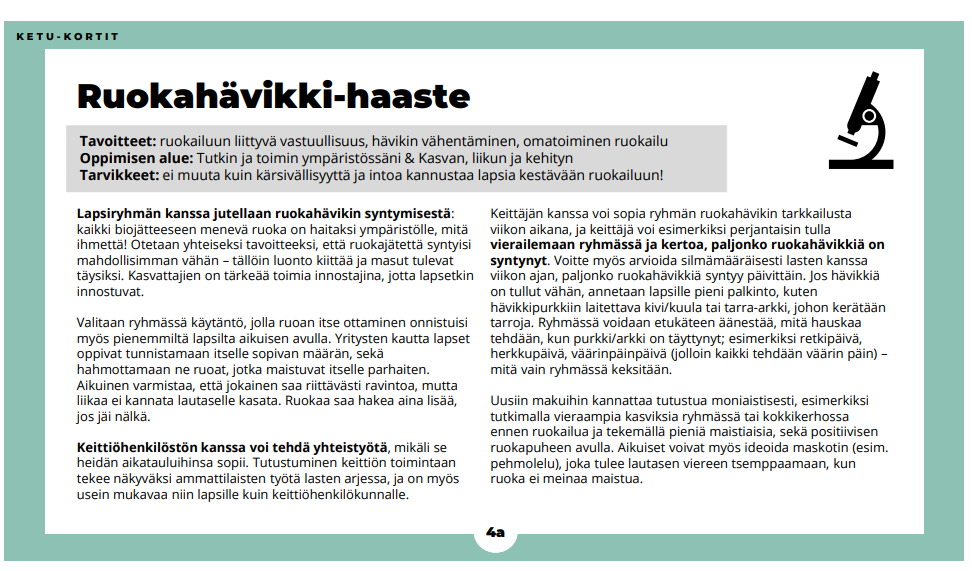 KETU-KORTIT
Ruokahävikki-haaste
Tavoitteet: ruokailuun liittyvä vastuullisuus, hävikin vähentäminen, omatoiminen ruokailu
Oppimisen alue: Tutkin ja toimin ympäristössäni & Kasvan, liikun ja kehityn
Tarvikkeet: ei muuta kuin kärsivällisyyttä ja intoa kannustaa lapsia kestävään ruokailuun!
Lapsiryhmän kanssa jutellaan ruokahävikin syntymisestä:
kaikki biojätteeseen menevä ruoka on haitaksi ympäristölle, mitä
ihmettä! Otetaan yhteiseksi tavoitteeksi, että ruokajätettä syntyisi
mahdollisimman vähän – tällöin luonto kiittää ja masut tulevat
täysiksi. Kasvattajien on tärkeää toimia innostajina, jotta lapsetkin
innostuvat.
Valitaan ryhmässä käytäntö, jolla ruoan itse ottaminen onnistuisi
myös pienemmiltä lapsilta aikuisen avulla. Yritysten kautta lapset
oppivat tunnistamaan itselle sopivan määrän, sekä
hahmottamaan ne ruoat, jotka maistuvat itselle parhaiten.
Aikuinen varmistaa, että jokainen saa riittävästi ravintoa, mutta
liikaa ei kannata lautaselle kasata. Ruokaa saa hakea aina lisää,
jos jäi nälkä.
Keittiöhenkilöstön kanssa voi tehdä yhteistyötä, mikäli se
heidän aikatauluihinsa sopii. Tutustuminen keittiön toimintaan
tekee näkyväksi ammattilaisten työtä lasten arjessa, ja on myös
usein mukavaa niin lapsille kuin keittiöhenkilökunnalle.
Keittäjän kanssa voi sopia ryhmän ruokahävikin tarkkailusta
viikon aikana, ja keittäjä voi esimerkiksi perjantaisin tulla
vierailemaan ryhmässä ja kertoa, paljonko ruokahävikkiä on
syntynyt. Voitte myös arvioida silmämääräisesti lasten kanssa
viikon ajan, paljonko ruokahävikkiä syntyy päivittäin. Jos hävikkiä
on tullut vähän, annetaan lapsille pieni palkinto, kuten
hävikkipurkkiin laitettava kivi/kuula tai tarra-arkki, johon kerätään
tarroja. Ryhmässä voidaan etukäteen äänestää, mitä hauskaa
tehdään, kun purkki/arkki on täyttynyt; esimerkiksi retkipäivä,
herkkupäivä, väärinpäinpäivä (jolloin kaikki tehdään väärin päin) –
mitä vain ryhmässä keksitään.
Uusiin makuihin kannattaa tutustua moniaistisesti, esimerkiksi
tutkimalla vieraampia kasviksia ryhmässä tai kokkikerhossa
ennen ruokailua ja tekemällä pieniä maistiaisia, sekä positiivisen
ruokapuheen avulla. Aikuiset voivat myös ideoida maskotin (esim.
pehmolelu), joka tulee lautasen viereen tsemppaamaan, kun
ruoka ei meinaa maistua.
4a